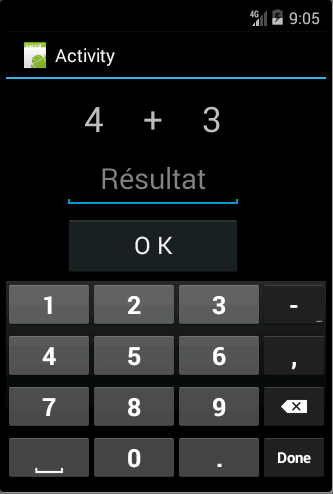 4G 9:05
Activity
4 + 3
Résultat
O K
1 2 3 -
4 5 6 ,
7 8 9
0 . Done